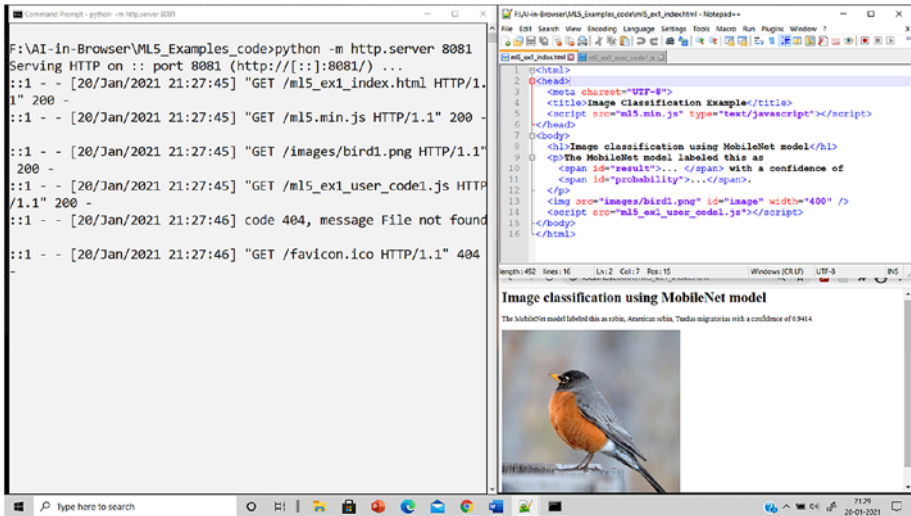 Command Prompt - python -m http.server 8081
F:\AI-in-Browser\ML5_Examples_code>python -m http.server 8081
Serving HTTP on :: port 8081 (http://[::]:8081/) ...
::1 - - [20/Jan/2021 21:27:45] "GET /ml5_ex1_index.html HTTP/1.
1" 200 -
::1 - - [20/Jan/2021 21:27:45] "GET /ml5.min.js HTTP/1.1" 200 -
::1 - - [20/Jan/2021 21:27:45] "GET /images/bird1.png HTTP/1.1"
200 -
::1 - - [20/Jan/2021 21:27:45] "GET /ml5_ex1_user_code1.js HTTP
/1.1" 200 -
::1 - - [20/Jan/2021 21:27:46] code 404, message File not found
::1 - - [20/Jan/2021 21:27:46] "GET /favicon.ico HTTP/1.1" 404
-
F:\AI-in-Browser\ML5_Examples_code\ml5_ex1_index.html - Notepad++
File Edit Search View Encoding Language Settings Tools Macro Run Plugins Window ? X
ml5_ex1_index.html ml5_ex1_user_code1.js
1 <html>
2 <head>
3 <meta charset="UTF-8">
4 <title>Image Classification Example</title>
5 <script src="ml5.min.js" type="text/javascript"></script>
6 </head>
7 <body>
8 <h1>Image classification using MobileNet model</h1>
9 <p>The MobileNet model labeled this as
10 <span id="result">... </span> with a confidence of
11 <span id="probability">...</span>.
12 </p>
13 <img src="images/bird1.png" id="image" width="400" />
14 <script src="ml5_ex1_user_code1.js"></script>
15 </body>
16 </html>
length: 492 lines: 16 Ln: 2 Col: 7 Pos: 15 Windows (CR LF) UTF-8 INS
Image classification using MobileNet model
The MobileNet model labeled this as robin, American robin, Turdus migratorius with a confidence of 0.9414.
Type here to search
21:29
20-01-2021